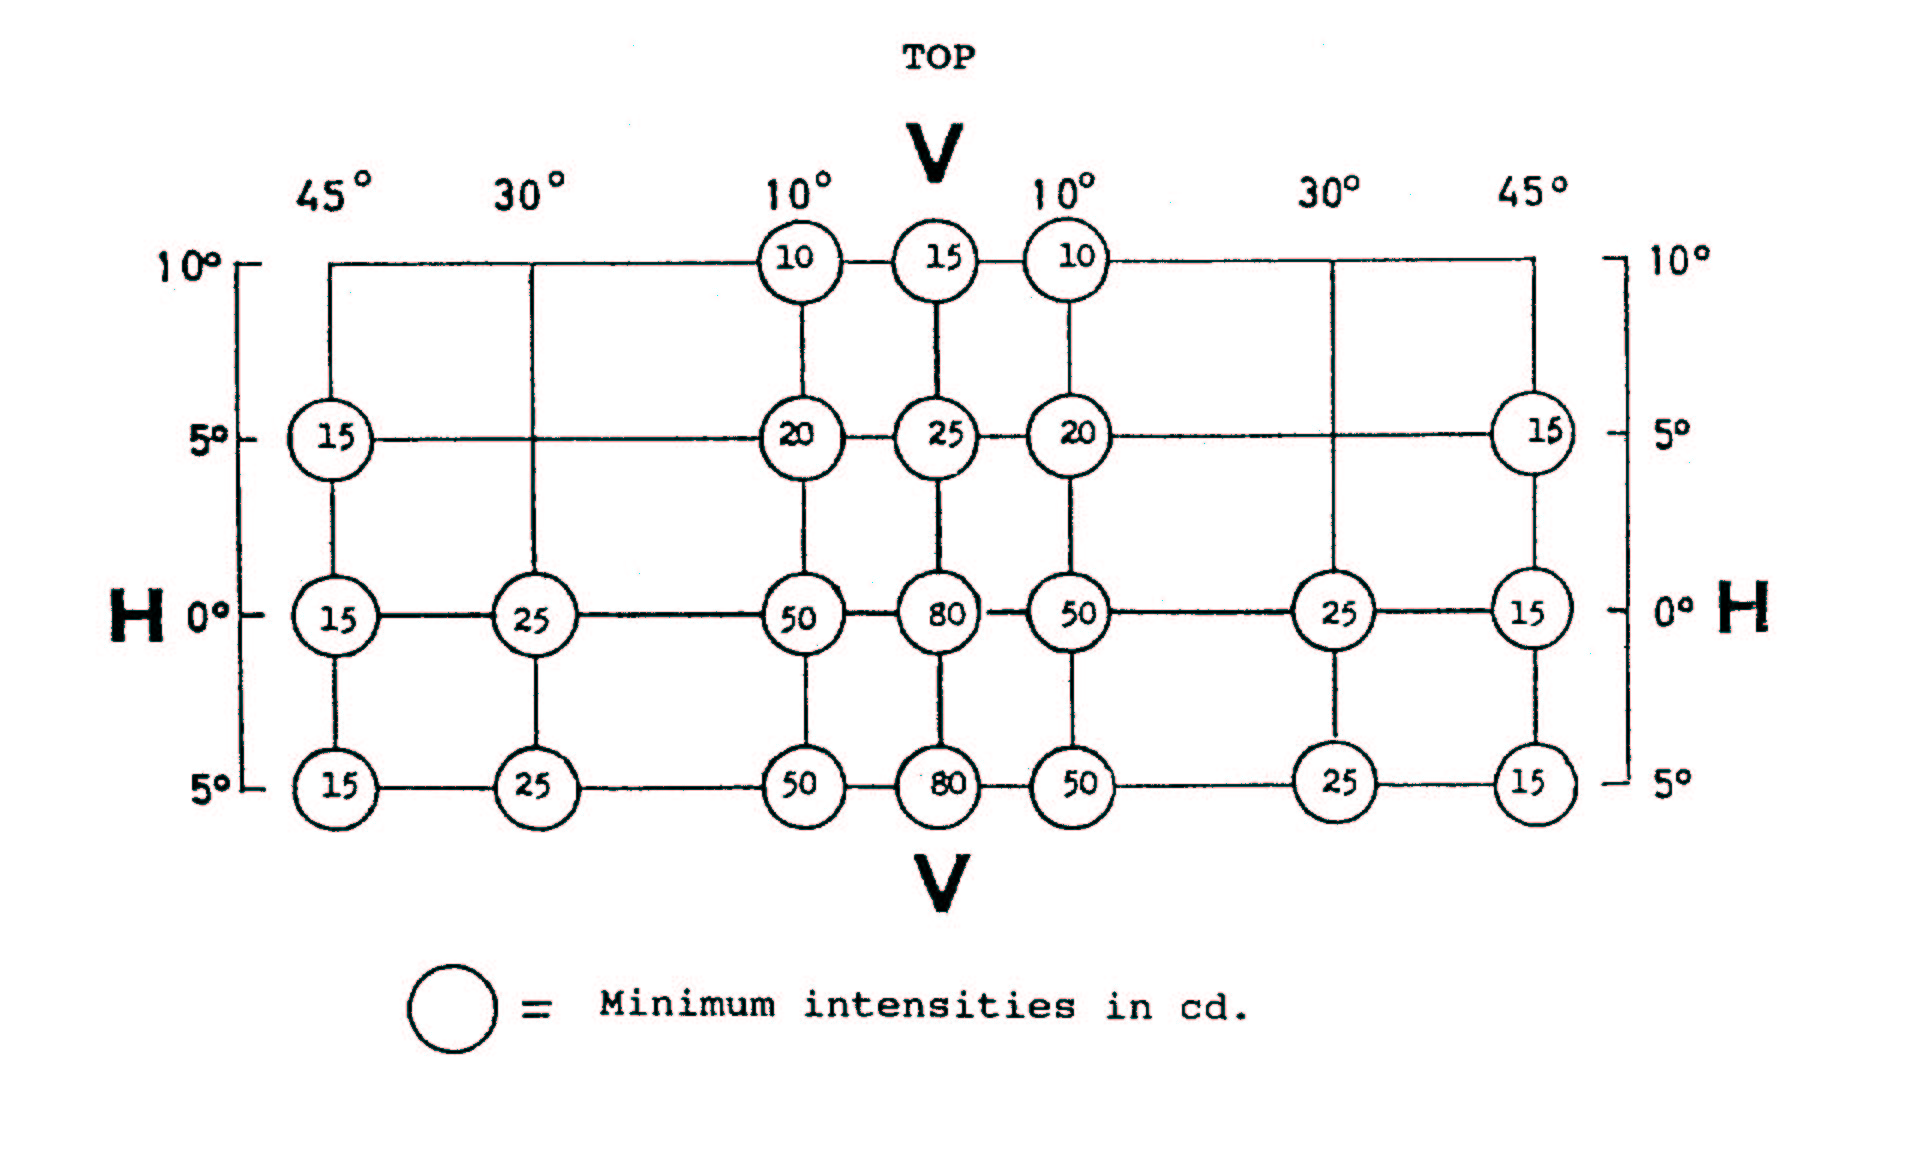 TOP
V
45° 30° 10° 10° 30° 45°
10° 10 15 10 10°
5° 15 20 25 20 15 5°
H 0° 15 25 50 80 50 25 15 0° H
5° 15 25 50 80 50 25 15 5°
V
= Minimum intensities in cd.